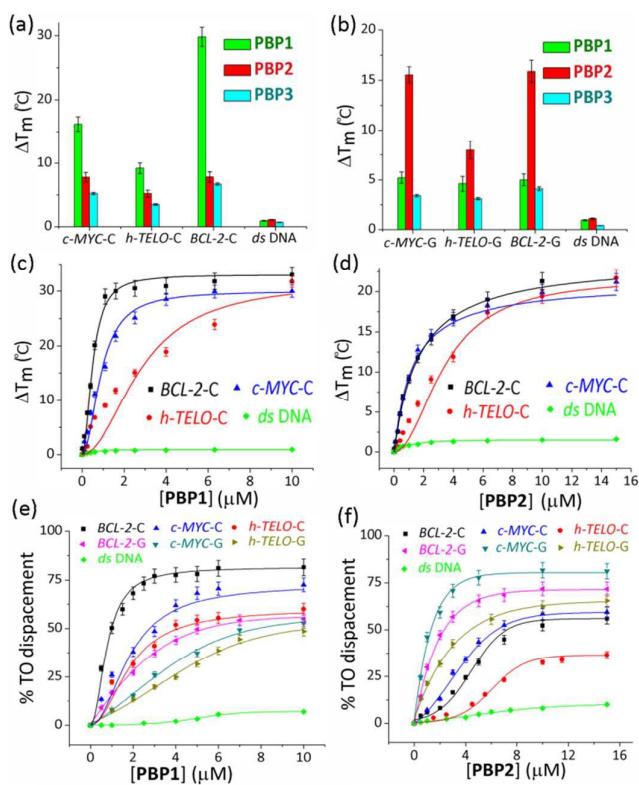 (a)
PBP1
PBP2
PBP3
ΔTm (℃)
30
20
10
0
c-MYC-C h-TELO-C BCL-2-C ds DNA
(b)
PBP1
PBP2
PBP3
ΔTm (℃)
20
15
10
5
0
c-MYC-G h-TELO-G BCL-2-G ds DNA
(c)
ΔTm (℃)
30
20
10
0
BCL-2-C c-MYC-C
h-TELO-C ds DNA
0 2 4 6 8 10
[PBP1] (μM)
(d)
ΔTm (℃)
25
20
15
10
5
0
BCL-2-C c-MYC-C
h-TELO-C ds DNA
0 2 4 6 8 10 12 14 16
[PBP2] (μM)
(e)
BCL-2-C c-MYC-C h-TELO-C
BCL-2-G c-MYC-G h-TELO-G
ds DNA
% TO dispacement
100
75
50
25
0
0 2 4 6 8 10
[PBP1] (μM)
(f)
BCL-2-C c-MYC-C h-TELO-C
BCL-2-G c-MYC-G h-TELO-G
ds DNA
% TO dispacement
100
75
50
25
0
0 4 8 12 16
[PBP2] (μM)